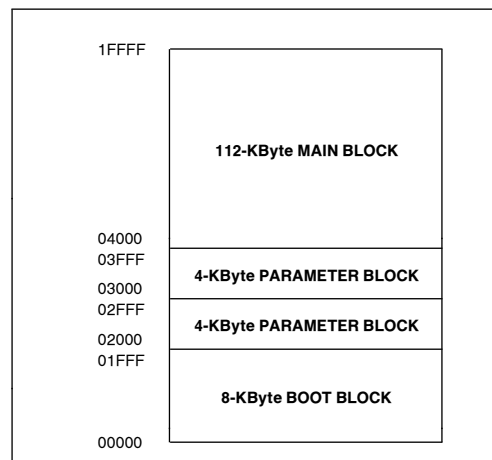 1FFFF
112-KByte MAIN BLOCK
04000
03FFF
4-KByte PARAMETER BLOCK
03000
02FFF
4-KByte PARAMETER BLOCK
02000
01FFF
8-KByte BOOT BLOCK
00000